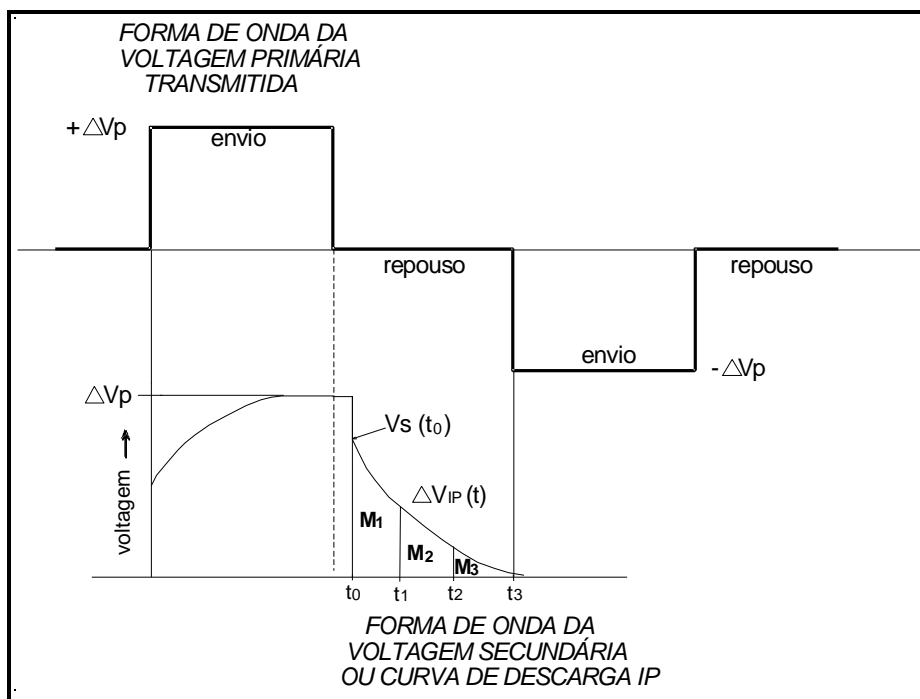 FORMA DE ONDA DA
VOLTAGEM PRIMÁRIA
TRANSMITIDA
+ △Vp
envio
repouso
repouso
envio
- △Vp
△Vp
Vs (t0)
voltagem
△VIP (t)
M1
M2
M3
t0
t1
t2
t3
FORMA DE ONDA DA
VOLTAGEM SECUNDÁRIA
OU CURVA DE DESCARGA IP